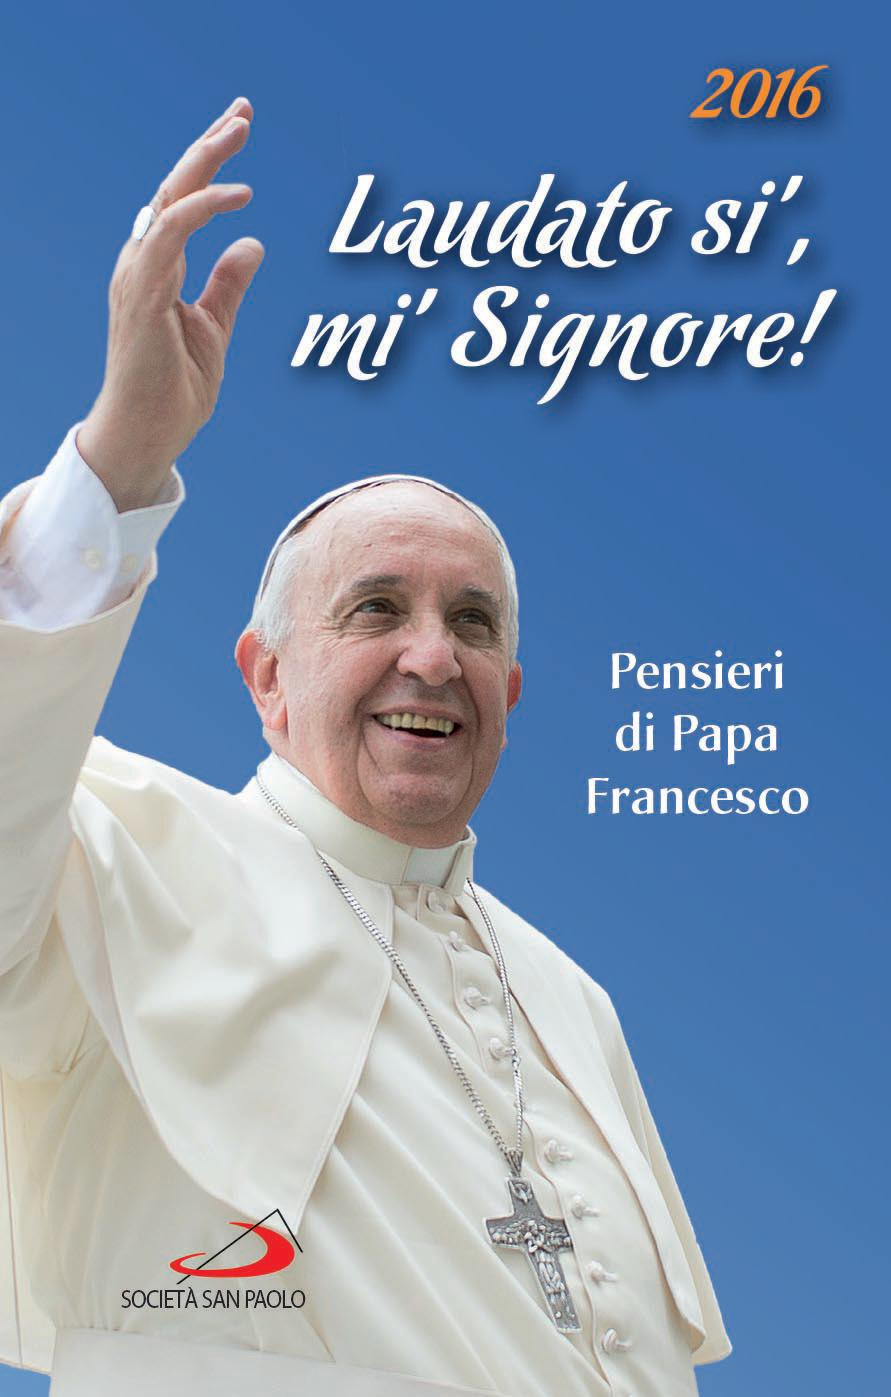 2016
Laudato si',
mi' Signore!
Pensieri
di Papa
Francesco
SOCIETÀ SAN PAOLO